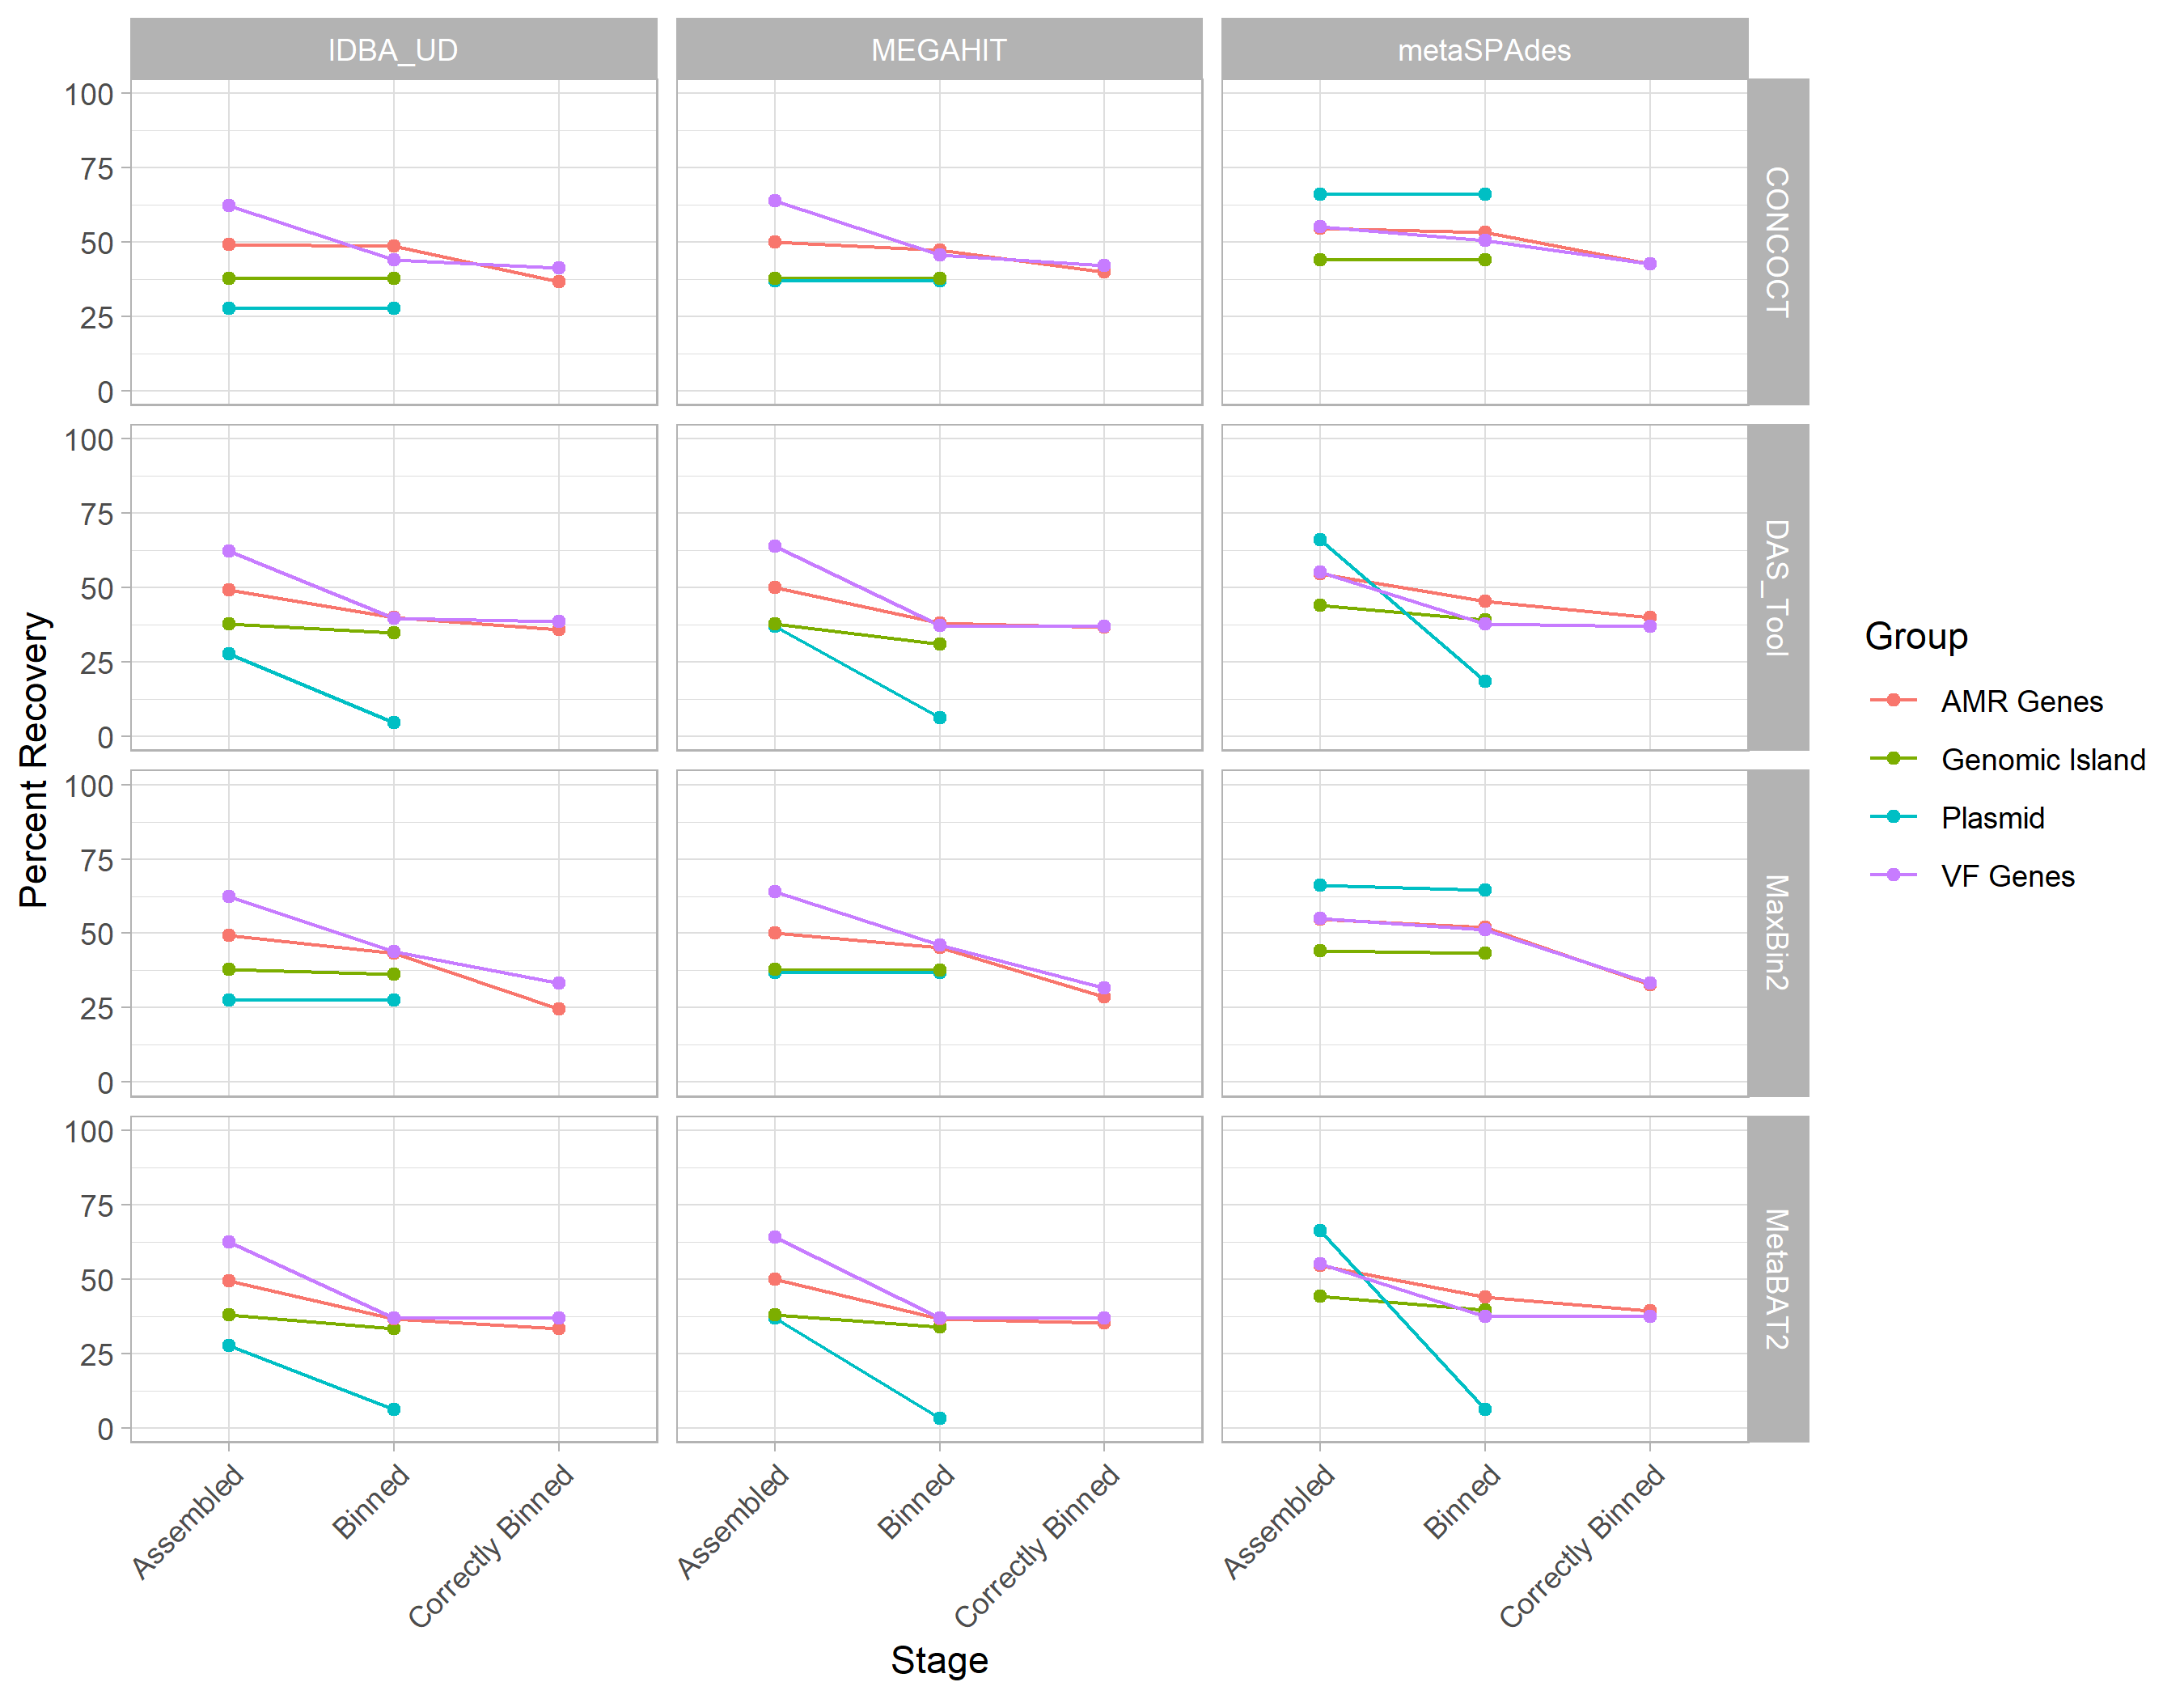 IDBA_UD MEGAHIT metaSPAdes
100
75
50
25
0
CONCOCT
100
75
50
25
0
DAS_Tool
100
75
50
25
0
MaxBin2
100
75
50
25
0
MetaBAT2
Percent Recovery
Assembled Binned Correctly Binned Assembled Binned Correctly Binned Assembled Binned Correctly Binned
Stage
Group
AMR Genes
Genomic Island
Plasmid
VF Genes